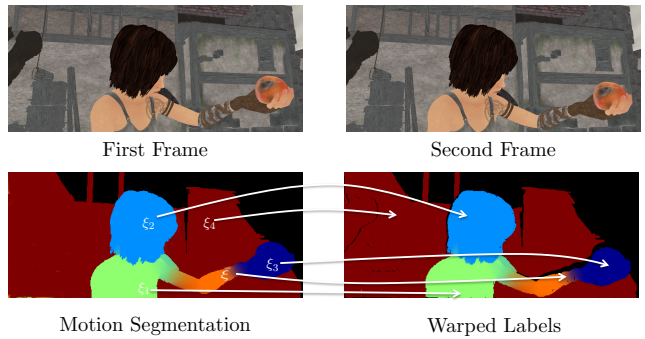 First Frame
Second Frame
ξ₂
ξ₄
ξ₃
ξ
ξ₁
Motion Segmentation
Warped Labels